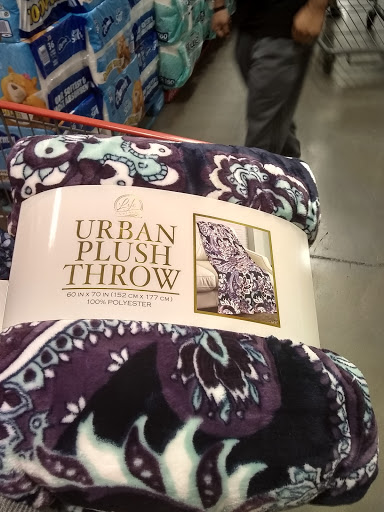 URBAN
PLUSH
THROW
60 IN X 70 IN (152 CM X 177 CM)
100% POLYESTER